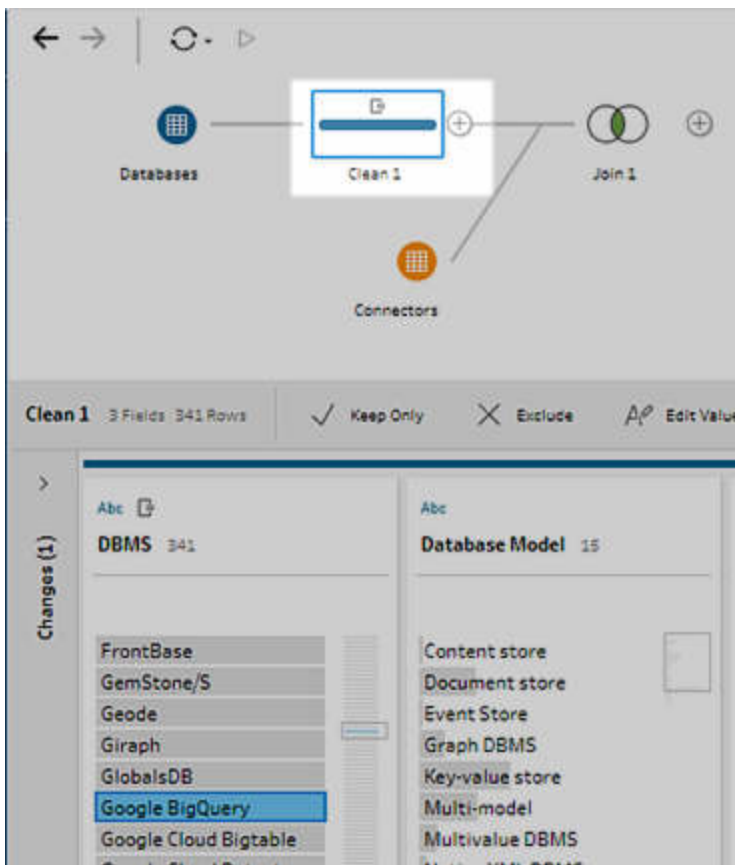 Databases
Clean 1
Join 1
Connectors
Clean 1 3 Fields 341 Rows Keep Only Exclude Edit Value
Changes (1)
Abc
DBMS 341
FrontBase
GemStone/S
Geode
Giraph
GlobalsDB
Google BigQuery
Google Cloud Bigtable
Abc
Database Model 15
Content store
Document store
Event Store
Graph DBMS
Key-value store
Multi-model
Multivalue DBMS